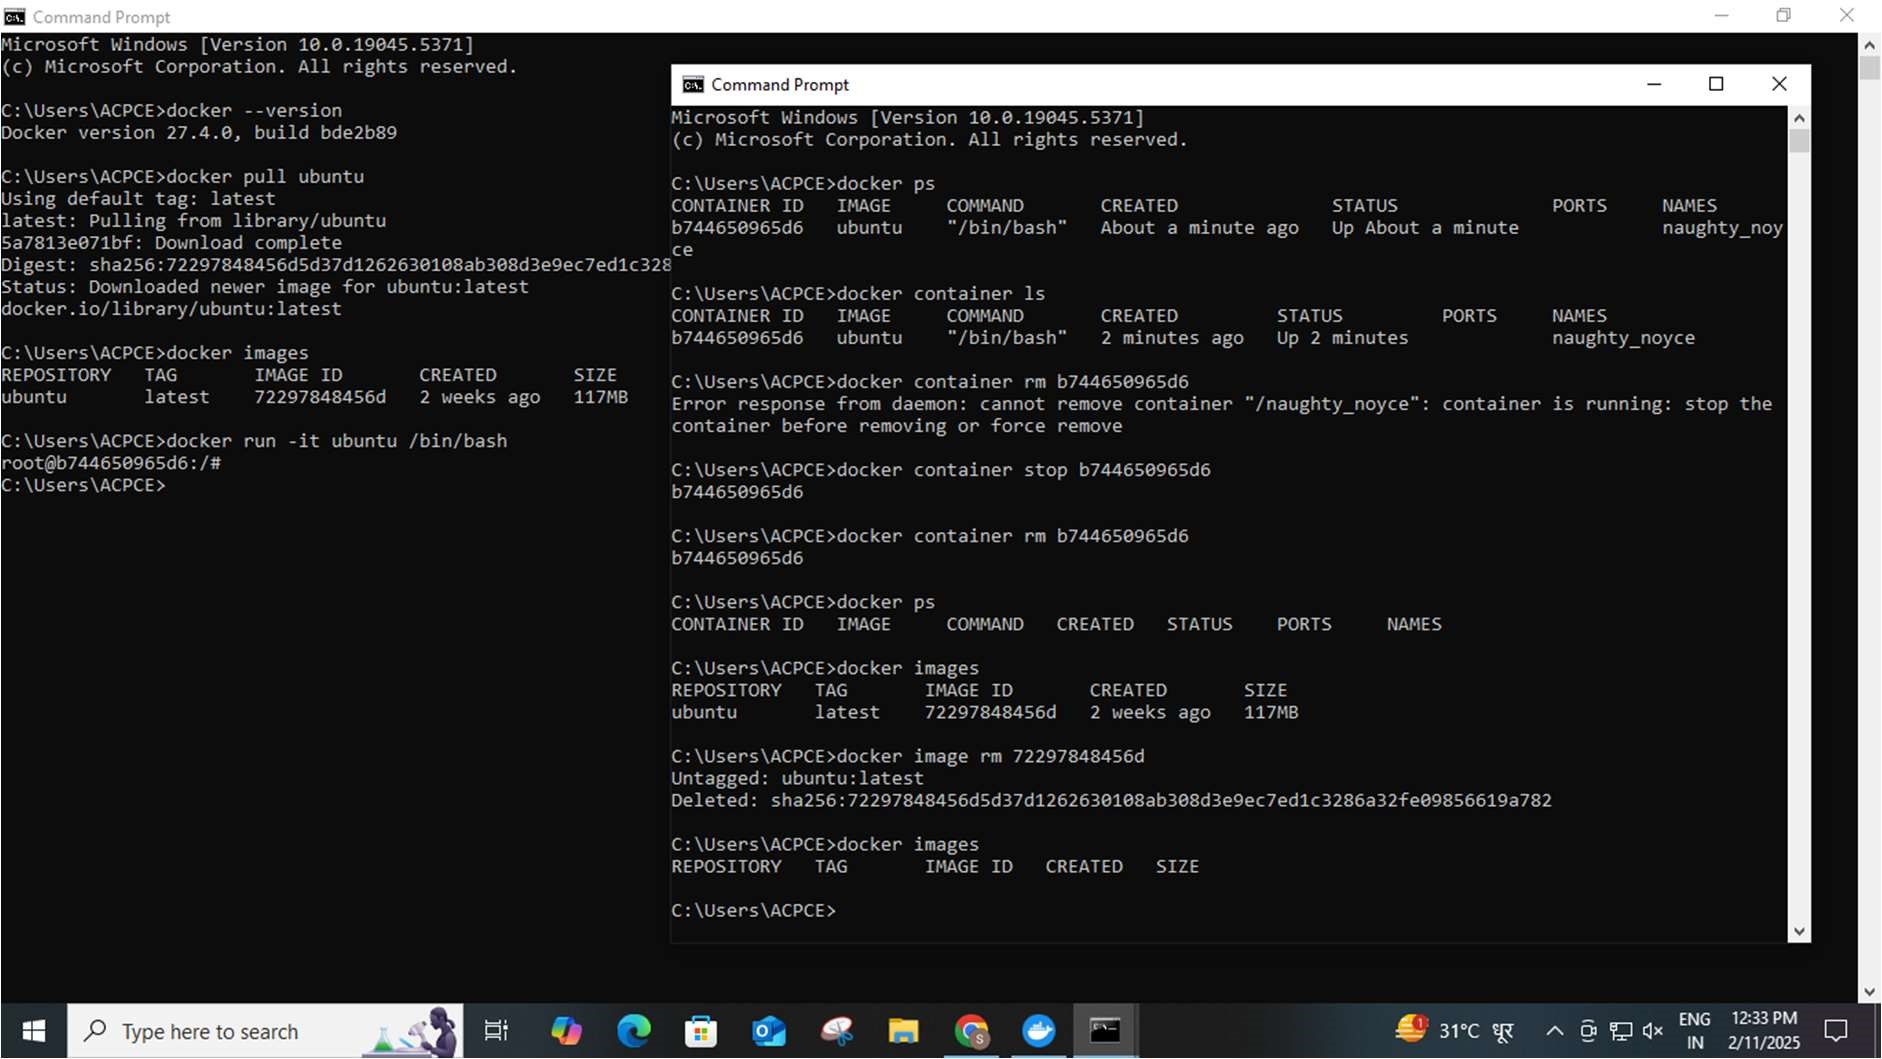 Command Prompt
Microsoft Windows [Version 10.0.19045.5371]
(c) Microsoft Corporation. All rights reserved.
C:\Users\ACPCE>docker --version
Docker version 27.4.0, build bde2b89
C:\Users\ACPCE>docker pull ubuntu
Using default tag: latest
latest: Pulling from library/ubuntu
5a7813e071bf: Download complete
Digest: sha256:72297848456d5d37d1262630108ab308d3e9ec7ed1c328
Status: Downloaded newer image for ubuntu:latest
docker.io/library/ubuntu:latest
C:\Users\ACPCE>docker images
REPOSITORY TAG IMAGE ID CREATED SIZE
ubuntu latest 72297848456d 2 weeks ago 117MB
C:\Users\ACPCE>docker run -it ubuntu /bin/bash
root@b744650965d6:/#
C:\Users\ACPCE>
Command Prompt
Microsoft Windows [Version 10.0.19045.5371]
(c) Microsoft Corporation. All rights reserved.
C:\Users\ACPCE>docker ps
CONTAINER ID IMAGE COMMAND CREATED STATUS PORTS NAMES
b744650965d6 ubuntu "/bin/bash" About a minute ago Up About a minute naughty_noy
ce
C:\Users\ACPCE>docker container ls
CONTAINER ID IMAGE COMMAND CREATED STATUS PORTS NAMES
b744650965d6 ubuntu "/bin/bash" 2 minutes ago Up 2 minutes naughty_noyce
C:\Users\ACPCE>docker container rm b744650965d6
Error response from daemon: cannot remove container "/naughty_noyce": container is running: stop the
container before removing or force remove
C:\Users\ACPCE>docker container stop b744650965d6
b744650965d6
C:\Users\ACPCE>docker container rm b744650965d6
b744650965d6
C:\Users\ACPCE>docker ps
CONTAINER ID IMAGE COMMAND CREATED STATUS PORTS NAMES
C:\Users\ACPCE>docker images
REPOSITORY TAG IMAGE ID CREATED SIZE
ubuntu latest 72297848456d 2 weeks ago 117MB
C:\Users\ACPCE>docker image rm 72297848456d
Untagged: ubuntu:latest
Deleted: sha256:72297848456d5d37d1262630108ab308d3e9ec7ed1c3286a32fe09856619a782
C:\Users\ACPCE>docker images
REPOSITORY TAG IMAGE ID CREATED SIZE
C:\Users\ACPCE>
Type here to search
1
31°C धूर
ENG
IN
12:33 PM
2/11/2025